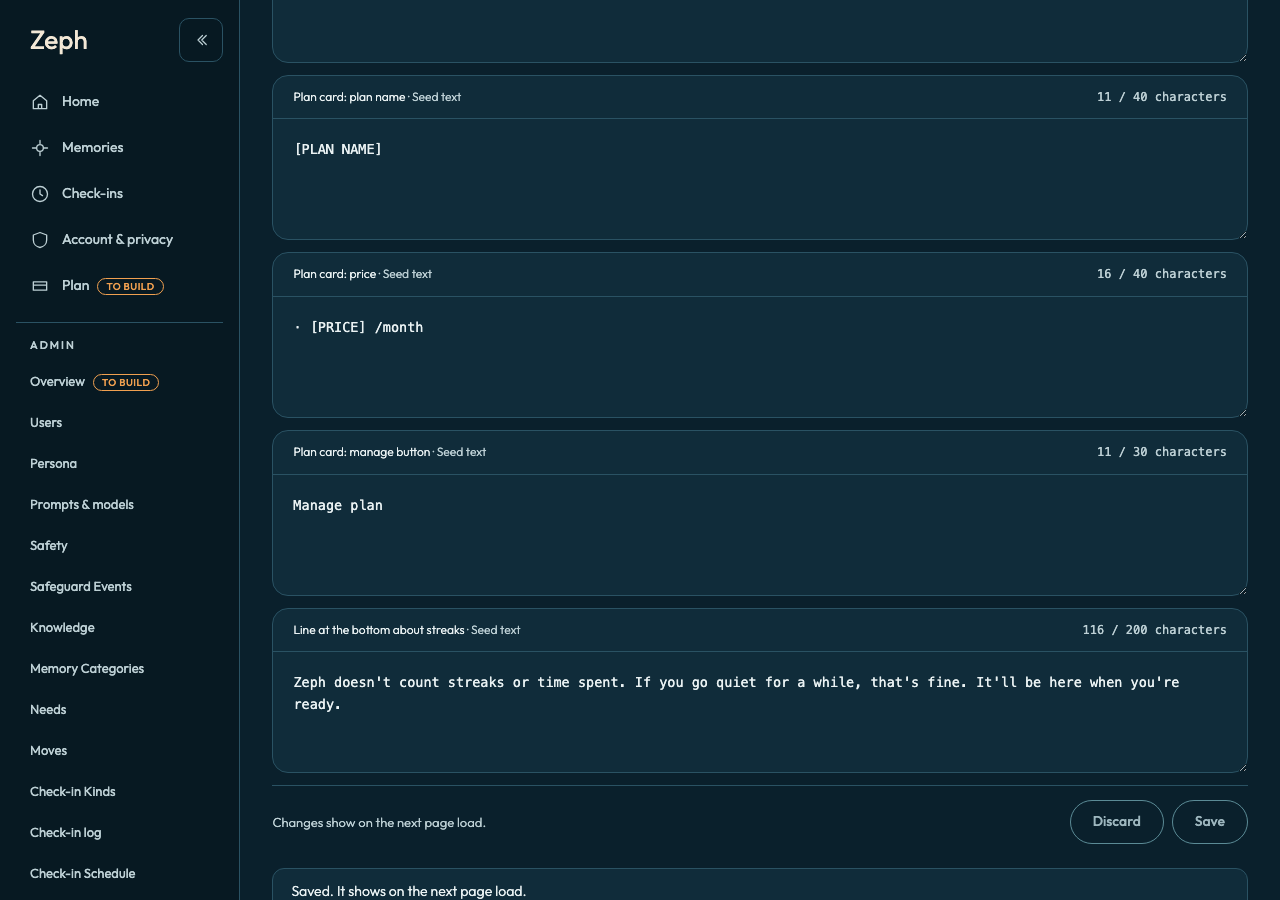 Zeph
Home
Memories
Check-ins
Account & privacy
Plan TO BUILD
ADMIN
Overview TO BUILD
Users
Persona
Prompts & models
Safety
Safeguard Events
Knowledge
Memory Categories
Needs
Moves
Check-in Kinds
Check-in log
Check-in Schedule
Plan card: plan name · Seed text 11 / 40 characters
[PLAN NAME]
Plan card: price · Seed text 16 / 40 characters
· [PRICE] /month
Plan card: manage button · Seed text 11 / 30 characters
Manage plan
Line at the bottom about streaks · Seed text 116 / 200 characters
Zeph doesn't count streaks or time spent. If you go quiet for a while, that's fine. It'll be here when you're
ready.
Changes show on the next page load. Discard Save
Saved. It shows on the next page load.